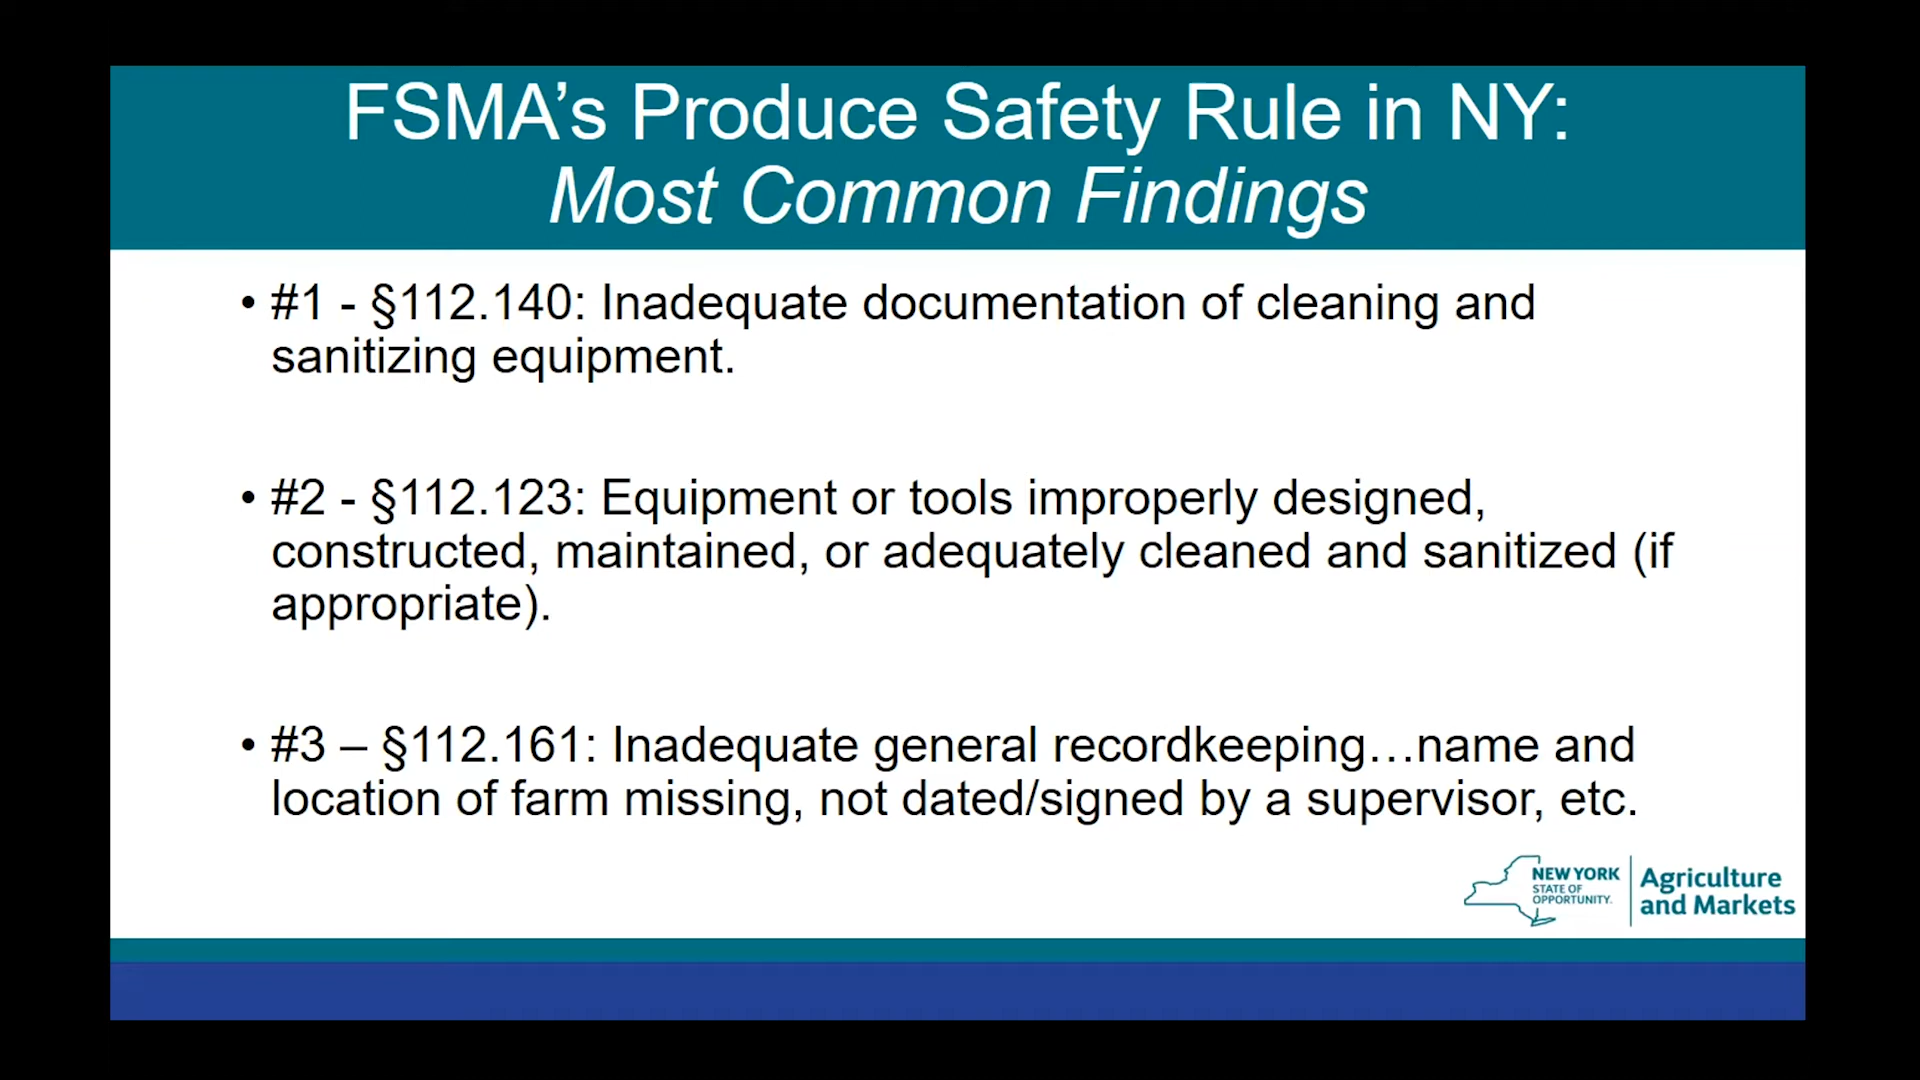 FSMA’s Produce Safety Rule in NY:
Most Common Findings
• #1 - §112.140: Inadequate documentation of cleaning and
sanitizing equipment.
• #2 - §112.123: Equipment or tools improperly designed,
constructed, maintained, or adequately cleaned and sanitized (if
appropriate).
• #3 – §112.161: Inadequate general recordkeeping…name and
location of farm missing, not dated/signed by a supervisor, etc.
NEW YORK
STATE OF
OPPORTUNITY.
Agriculture
and Markets